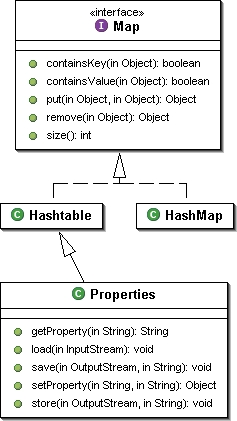 «interface»
I Map
containsKey(in Object): boolean
containsValue(in Object): boolean
put(in Object, in Object): Object
remove(in Object): Object
size(): int
C Hashtable
C HashMap
C Properties
getProperty(in String): String
load(in InputStream): void
save(in OutputStream, in String): void
setProperty(in String, in String): Object
store(in OutputStream, in String): void